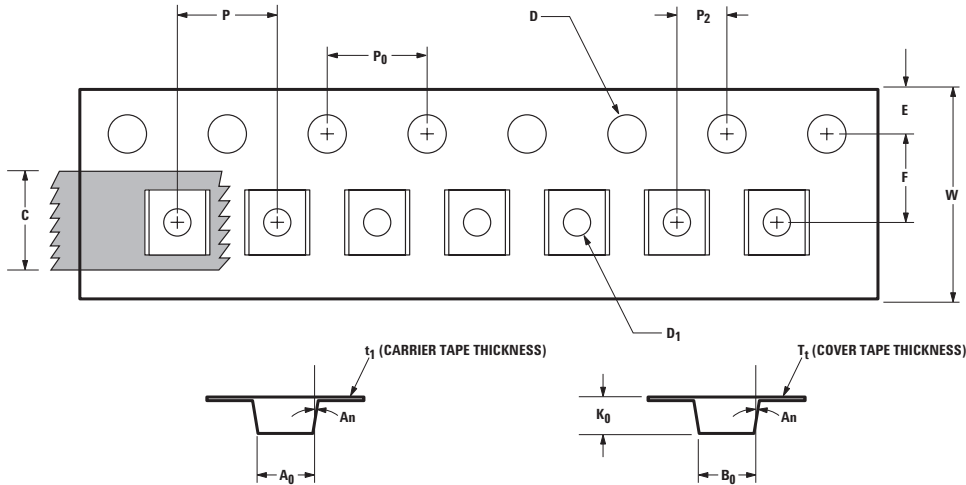 P
P0
D
P2
E
F
W
C
D1
t1 (CARRIER TAPE THICKNESS)
Tt (COVER TAPE THICKNESS)
An
K0
An
A0
B0